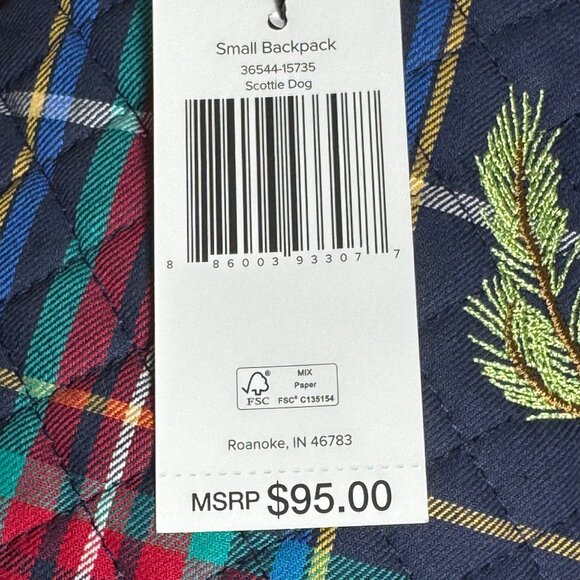 Small Backpack
36544-15735
Scottie Dog
8 86003 93307 7
MIX
Paper
FSC
FSC® C135154
Roanoke, IN 46783
MSRP $95.00